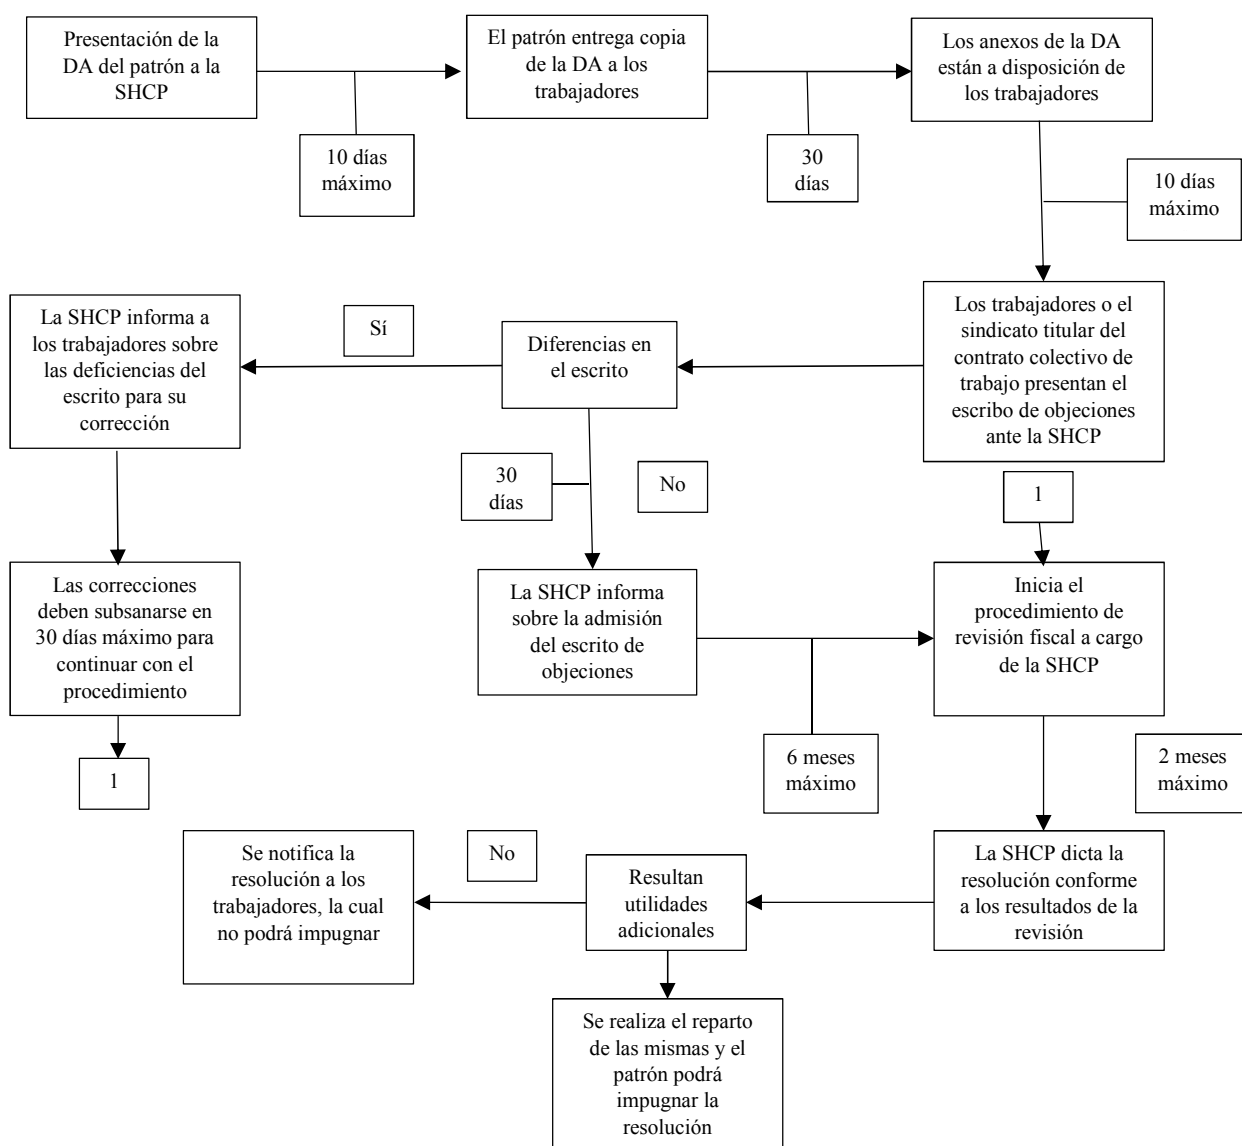 Presentación de la
DA del patrón a la
SHCP
El patrón entrega copia
de la DA a los
trabajadores
Los anexos de la DA
están a disposición de
los trabajadores
10 días
máximo
30
días
10 días
máximo
La SHCP informa a
los trabajadores sobre
las deficiencias del
escrito para su
corrección
Sí
Diferencias en
el escrito
Los trabajadores o el
sindicato titular del
contrato colectivo de
trabajo presentan el
escribo de objeciones
ante la SHCP
30
días
No
1
Las correcciones
deben subsanarse en
30 días máximo para
continuar con el
procedimiento
La SHCP informa
sobre la admisión
del escrito de
objeciones
Inicia el
procedimiento de
revisión fiscal a cargo
de la SHCP
1
6 meses
máximo
2 meses
máximo
Se notifica la
resolución a los
trabajadores, la cual
no podrá impugnar
No
Resultan
utilidades
adicionales
La SHCP dicta la
resolución conforme
a los resultados de la
revisión
Se realiza el reparto
de las mismas y el
patrón podrá
impugnar la
resolución